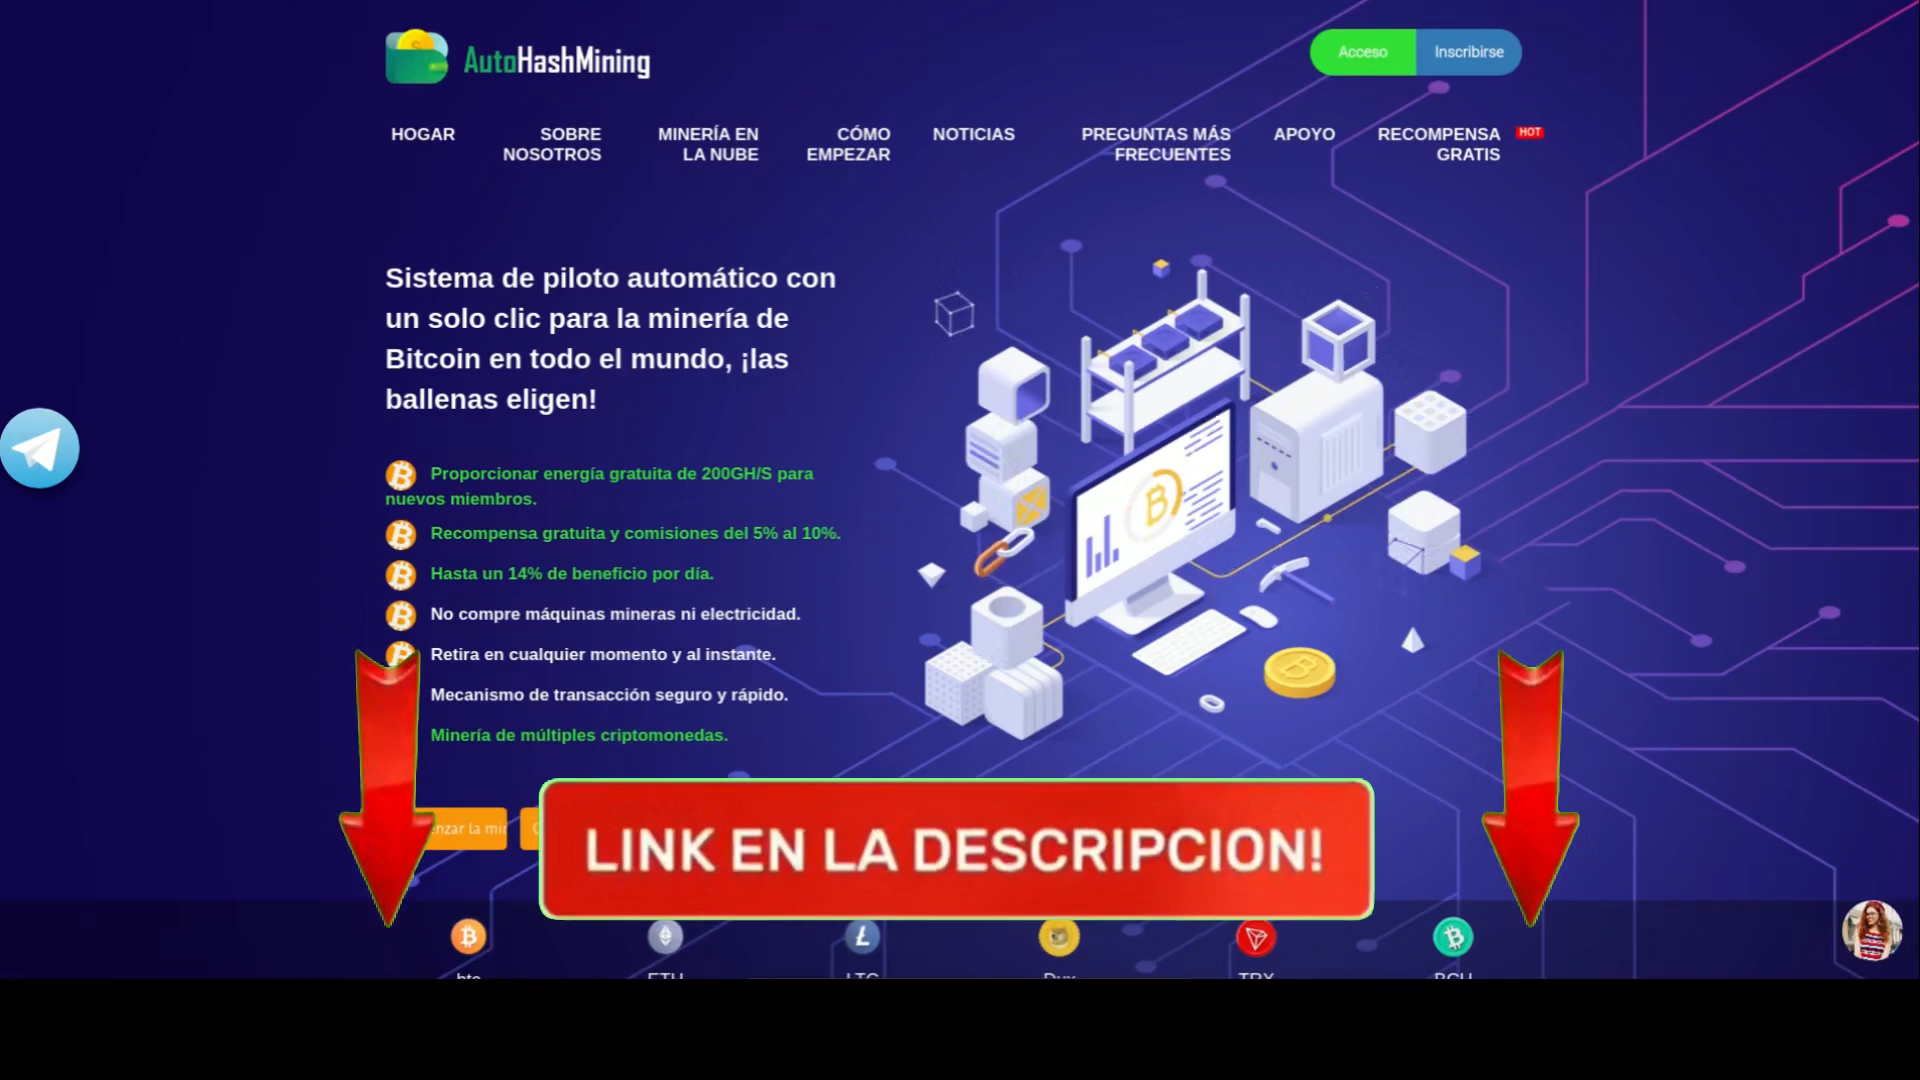 AutoHashMining
Acceso
Inscribirse
HOGAR
SOBRE
NOSOTROS
MINERÍA EN
LA NUBE
CÓMO
EMPEZAR
NOTICIAS
PREGUNTAS MÁS
FRECUENTES
APOYO
RECOMPENSA
GRATIS
HOT
Sistema de piloto automático con
un solo clic para la minería de
Bitcoin en todo el mundo, ¡las
ballenas eligen!
Proporcionar energía gratuita de 200GH/S para
nuevos miembros.
Recompensa gratuita y comisiones del 5% al 10%.
Hasta un 14% de beneficio por día.
No compre máquinas mineras ni electricidad.
Retira en cualquier momento y al instante.
Mecanismo de transacción seguro y rápido.
Minería de múltiples criptomonedas.
LINK EN LA DESCRIPCION!